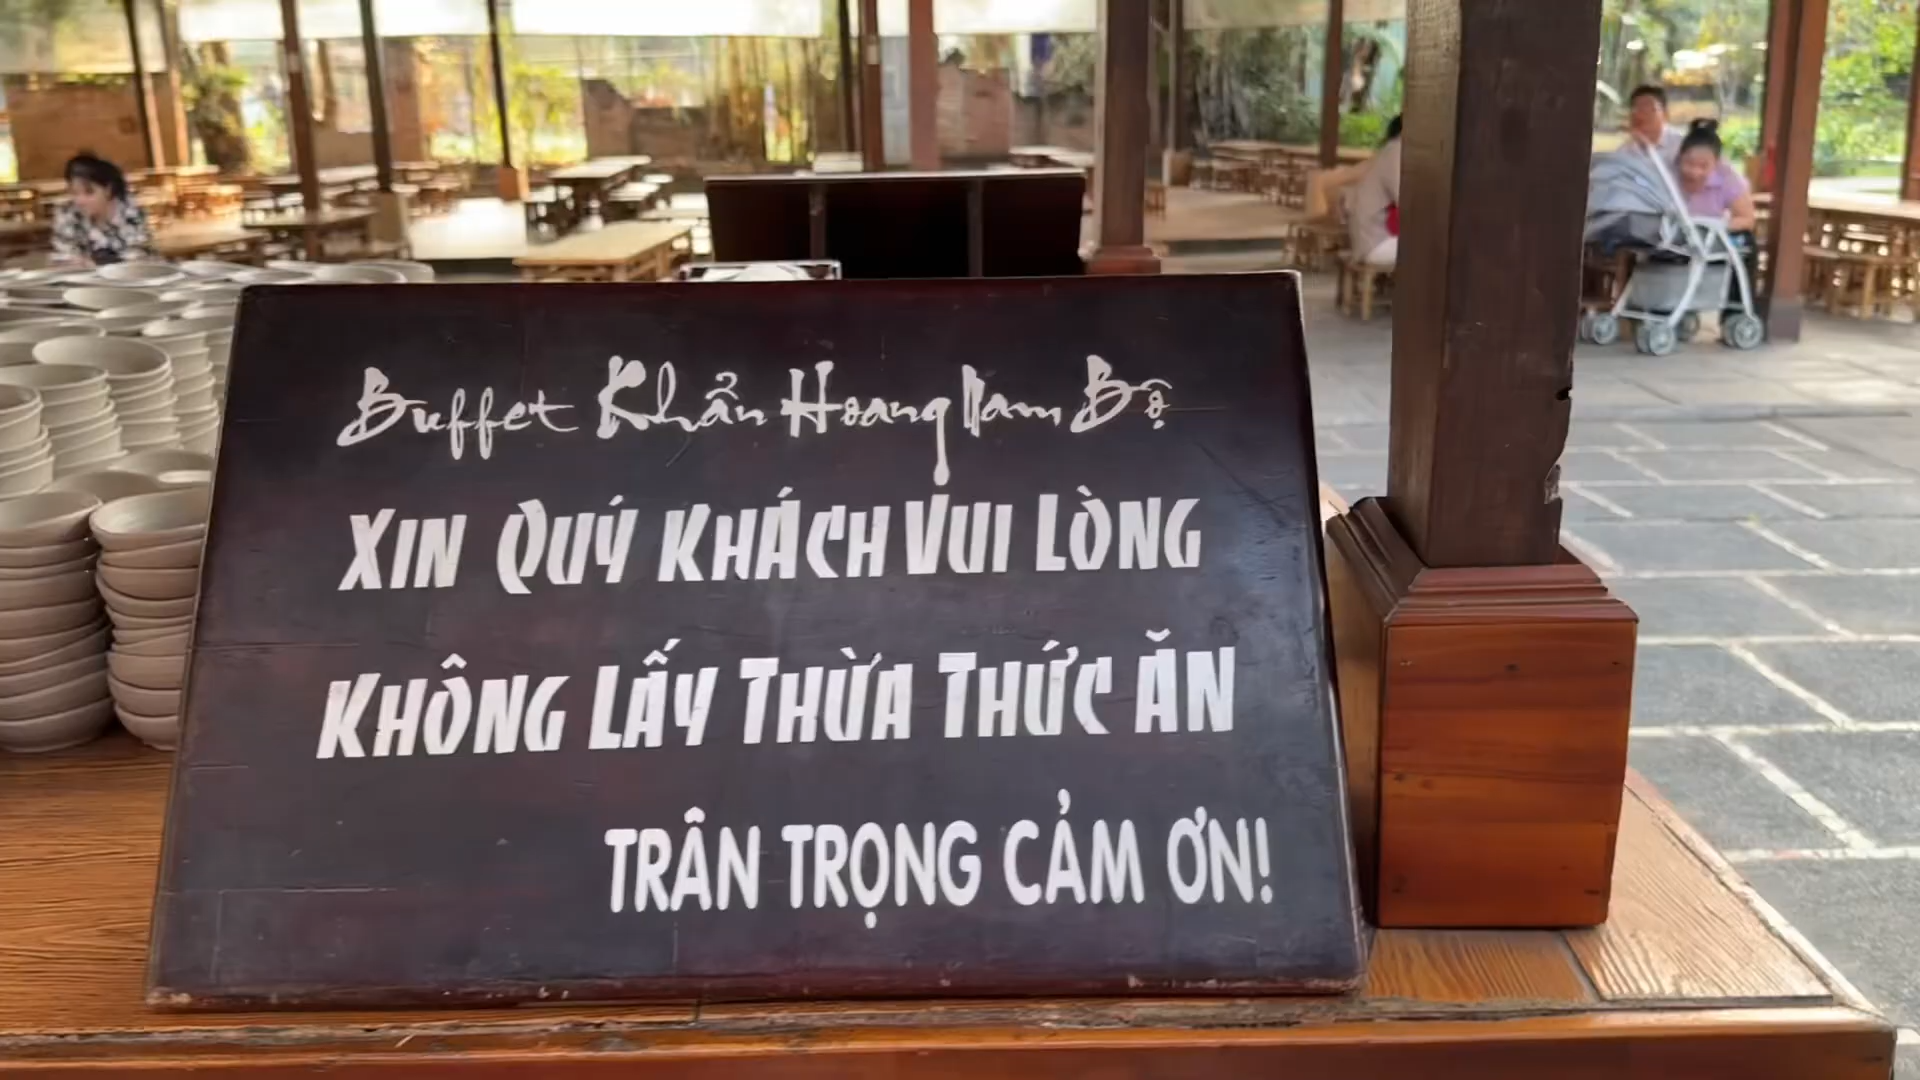 Buffet Khẩn Hoang Nam Bộ
XIN QUÝ KHÁCH VUI LÒNG
KHÔNG LẤY THỪA THỨC ĂN
TRÂN TRỌNG CẢM ƠN!